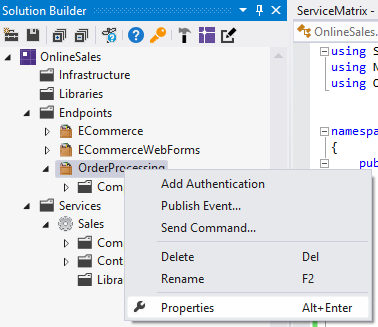 Solution Builder
ServiceMatrix -
OnlineSales.
OnlineSales
Infrastructure
Libraries
Endpoints
ECommerce
ECommerceWebForms
OrderProcessing
Com
Services
Sales
Com
Cont
Libra
Add Authentication
Publish Event...
Send Command...
Delete Del
Rename F2
Properties Alt+Enter
using S
using N
using
namespa
{
pub